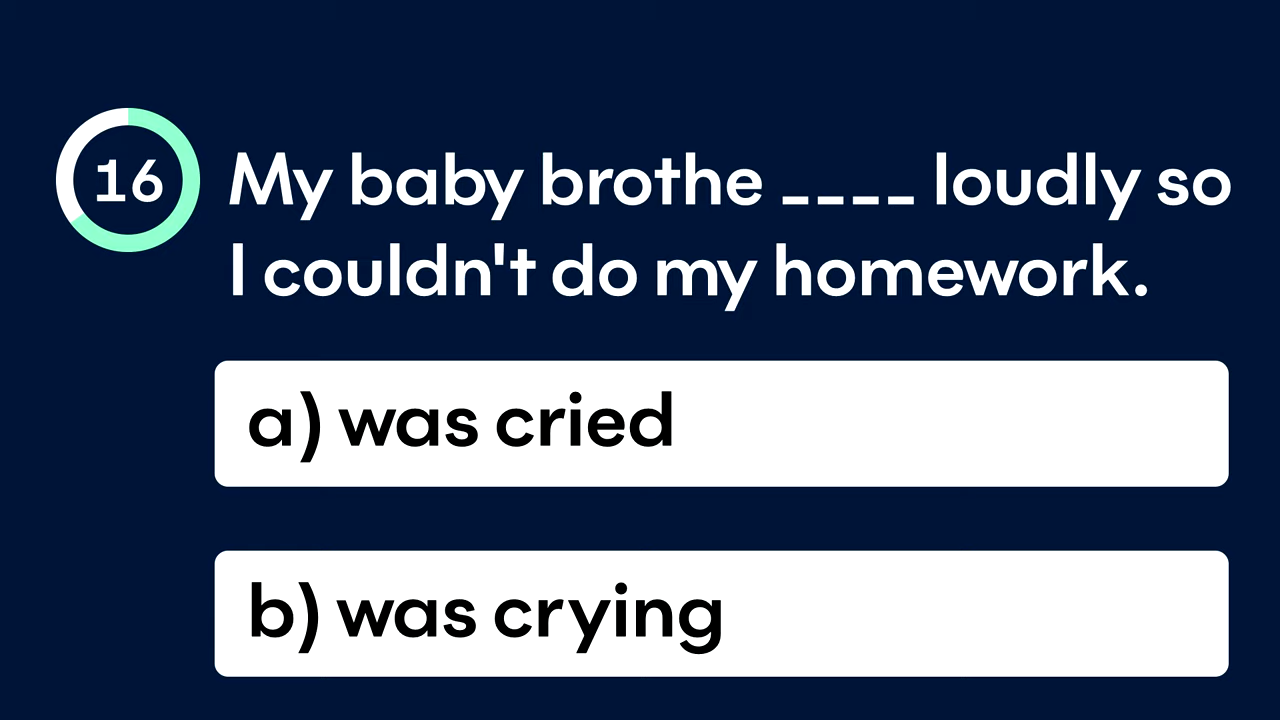 16
My baby brothe ____ loudly so
I couldn't do my homework.
a) was cried
b) was crying